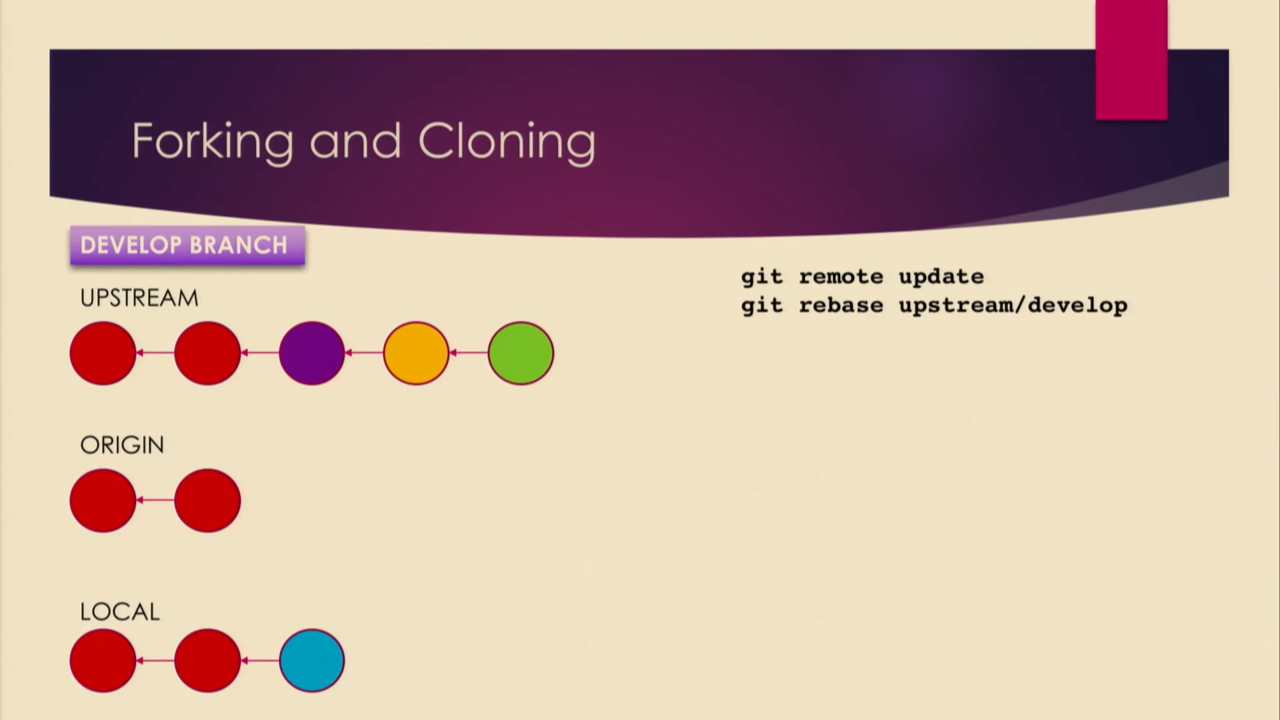 Forking and Cloning
DEVELOP BRANCH
git remote update
git rebase upstream/develop
UPSTREAM
ORIGIN
LOCAL